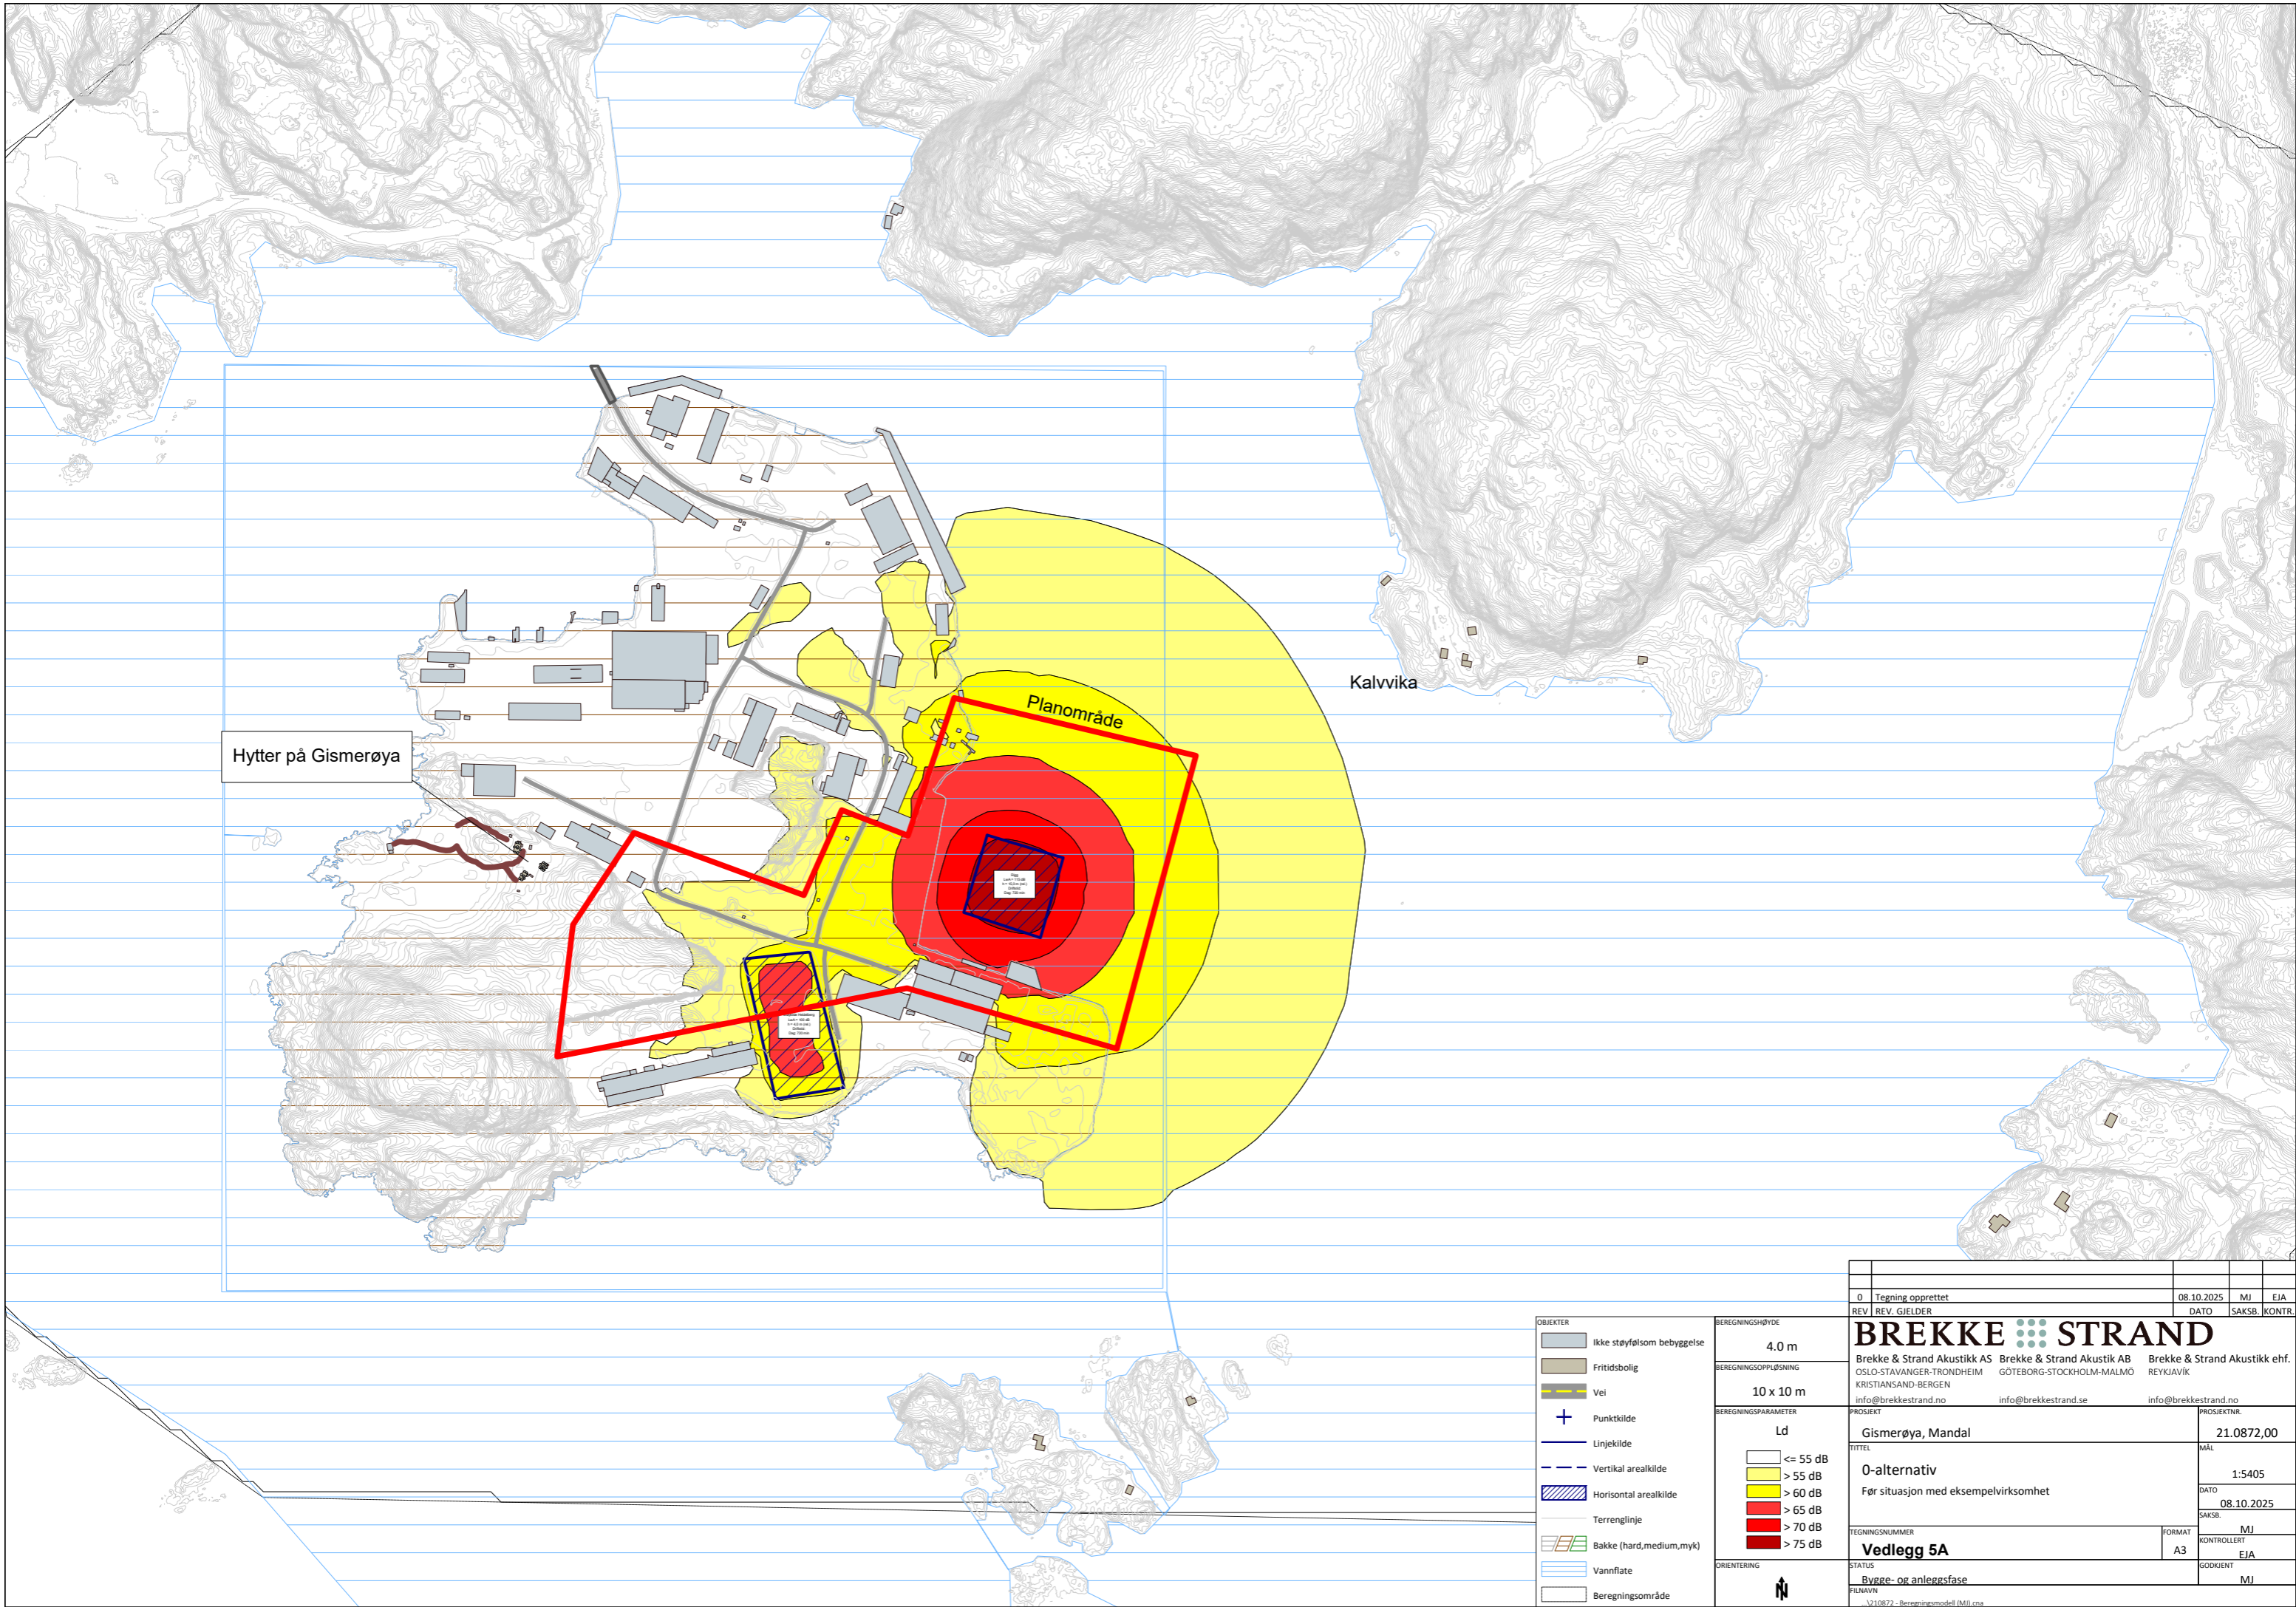 Planområde
Kalvvika
Hytter på Gismerøya
OBJEKTER
Ikke støyfølsom bebyggelse
Fritidsbolig
Vei
Punktkilde
Linjekilde
Vertikal arealkilde
Horisontal arealkilde
Terrenglinje
Bakke (hard,medium,myk)
Vannflate
Beregningsområde
BEREGNINGSHØYDE
4.0 m
BEREGNINGSOPPLØSNING
10 x 10 m
BEREGNINGSPARAMETER
Ld
<= 55 dB
> 55 dB
> 60 dB
> 65 dB
> 70 dB
> 75 dB
ORIENTERING
N
0 Tegning opprettet 08.10.2025 MJ EJA
REV REV. GJELDER DATO SAKSB. KONTR.
BREKKE STRAND
Brekke & Strand Akustikk AS Brekke & Strand Akustik AB Brekke & Strand Akustikk ehf.
OSLO-STAVANGER-TRONDHEIM GÖTEBORG-STOCKHOLM-MALMÖ REYKJAVÍK
KRISTIANSAND-BERGEN
info@brekkestrand.no info@brekkestrand.se info@brekkestrand.no
PROSJEKT
Gismerøya, Mandal
PROSJEKTNR.
21.0872,00
TITTEL
0-alternativ
Før situasjon med eksempelvirksomhet
MÅL
1:5405
DATO
08.10.2025
SAKSB.
MJ
TEGNINGSNUMMER
Vedlegg 5A
FORMAT
A3
KONTROLLERT
EJA
STATUS
Bygge- og anleggsfase
GODKJENT
MJ
FILNAVN
...\210872 - Beregningsmodell (MJ).cna